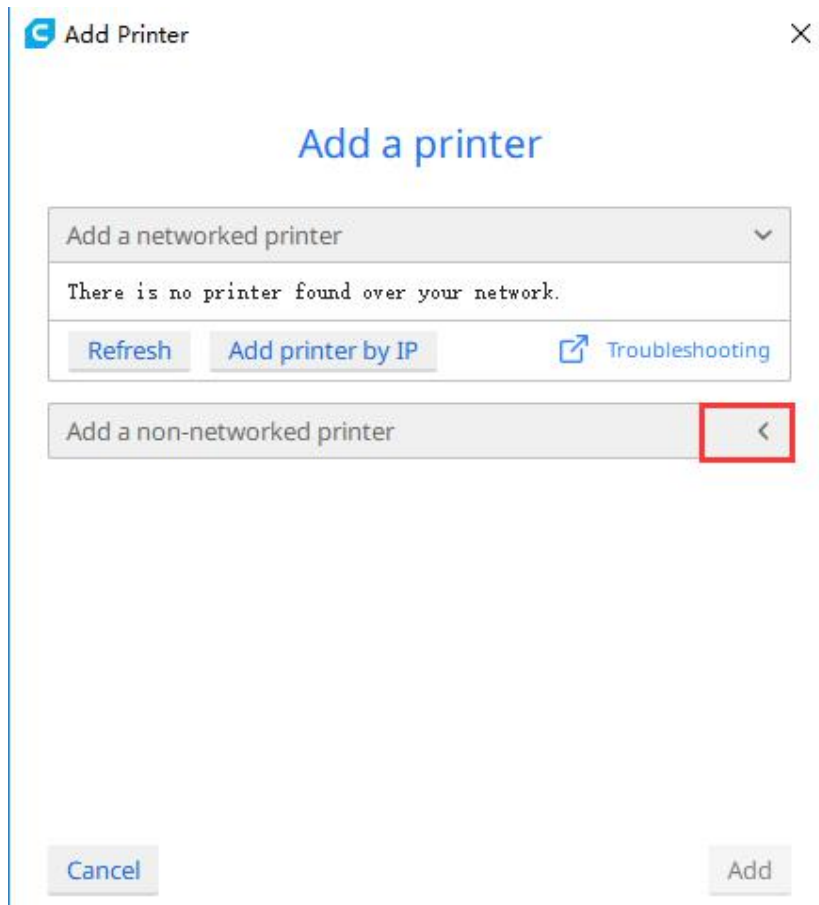 Add Printer
Add a printer
Add a networked printer
There is no printer found over your network.
Refresh Add printer by IP Troubleshooting
Add a non-networked printer
Cancel Add